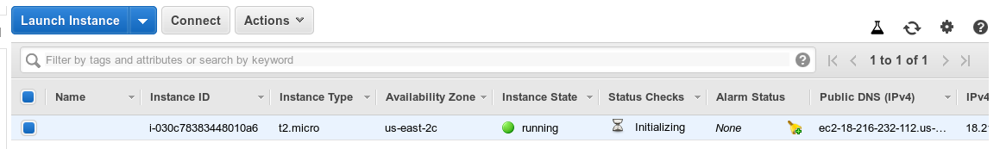 Launch Instance Connect Actions
Filter by tags and attributes or search by keyword 1 to 1 of 1
Name Instance ID Instance Type Availability Zone Instance State Status Checks Alarm Status Public DNS (IPv4) IPv4
i-030c78383448010a6 t2.micro us-east-2c running Initializing None ec2-18-216-232-112.us-... 18.2